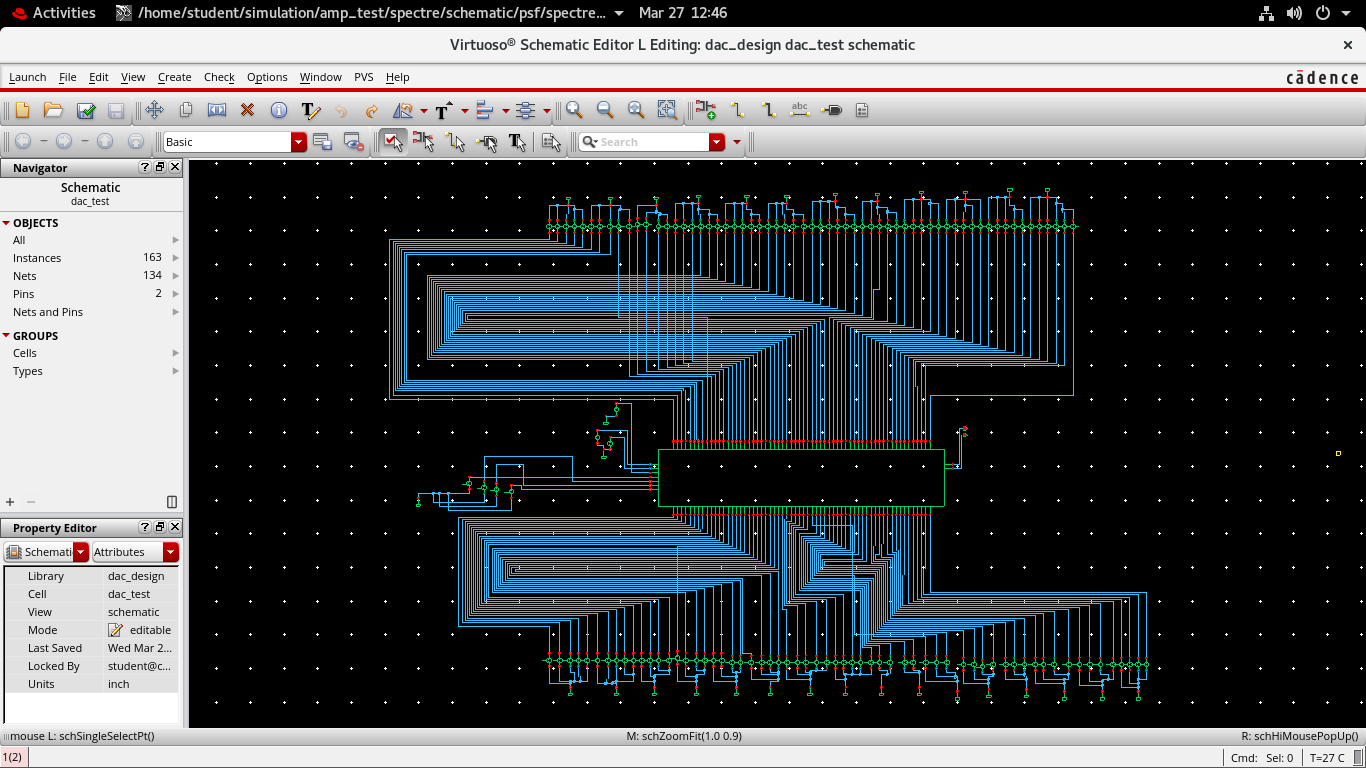 Activities /home/student/simulation/amp_test/spectre/schematic/psf/spectre... Mar 27 12:46
Virtuoso® Schematic Editor L Editing: dac_design dac_test schematic ×
Launch File Edit View Create Check Options Window PVS Help cādence
abc
Basic Search
Navigator ?
Schematic
dac_test
OBJECTS
All
Instances 163
Nets 134
Pins 2
Nets and Pins
GROUPS
Cells
Types
Property Editor ?
Schemati Attributes
Library dac_design
Cell dac_test
View schematic
Mode editable
Last Saved Wed Mar 2...
Locked By student@c...
Units inch
mouse L: schSingleSelectPt() M: schZoomFit(1.0 0.9) R: schHiMousePopUp()
1(2) Cmd: Sel: 0 T=27 C